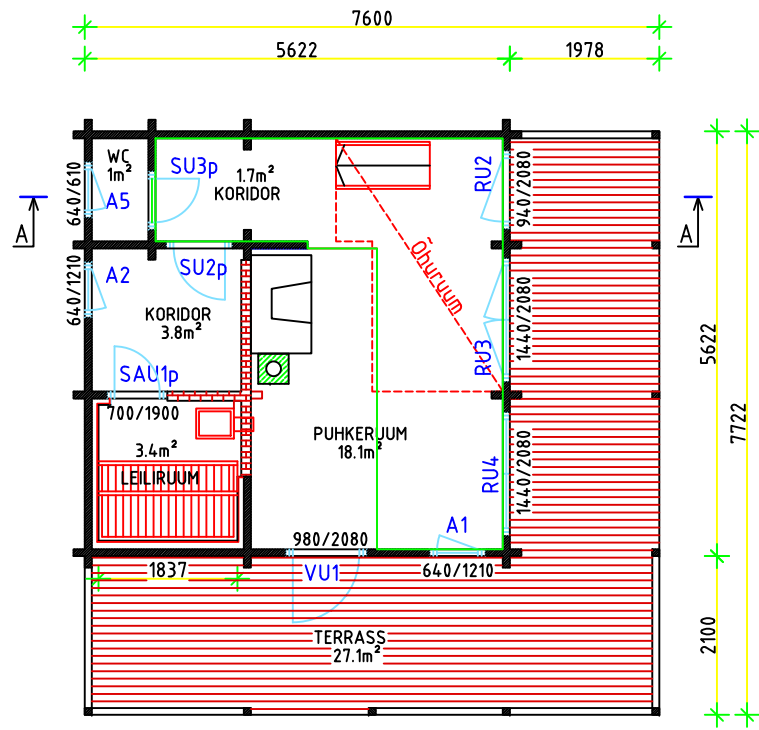 7600
5622
1978
WC
1m²
SU3p
1.7m²
KORIDOR
RU2
940/2080
640/610
A5
A
A
SU2p
A2
640/1210
Õhuruum
KORIDOR
3.8m²
RU3
1440/2080
5622
7722
SAU1p
700/1900
PUHKERUUM
18.1m²
3.4m²
LEILIRUUM
RU4
1440/2080
A1
980/2080
640/1210
1837
VU1
TERRASS
27.1m²
2100